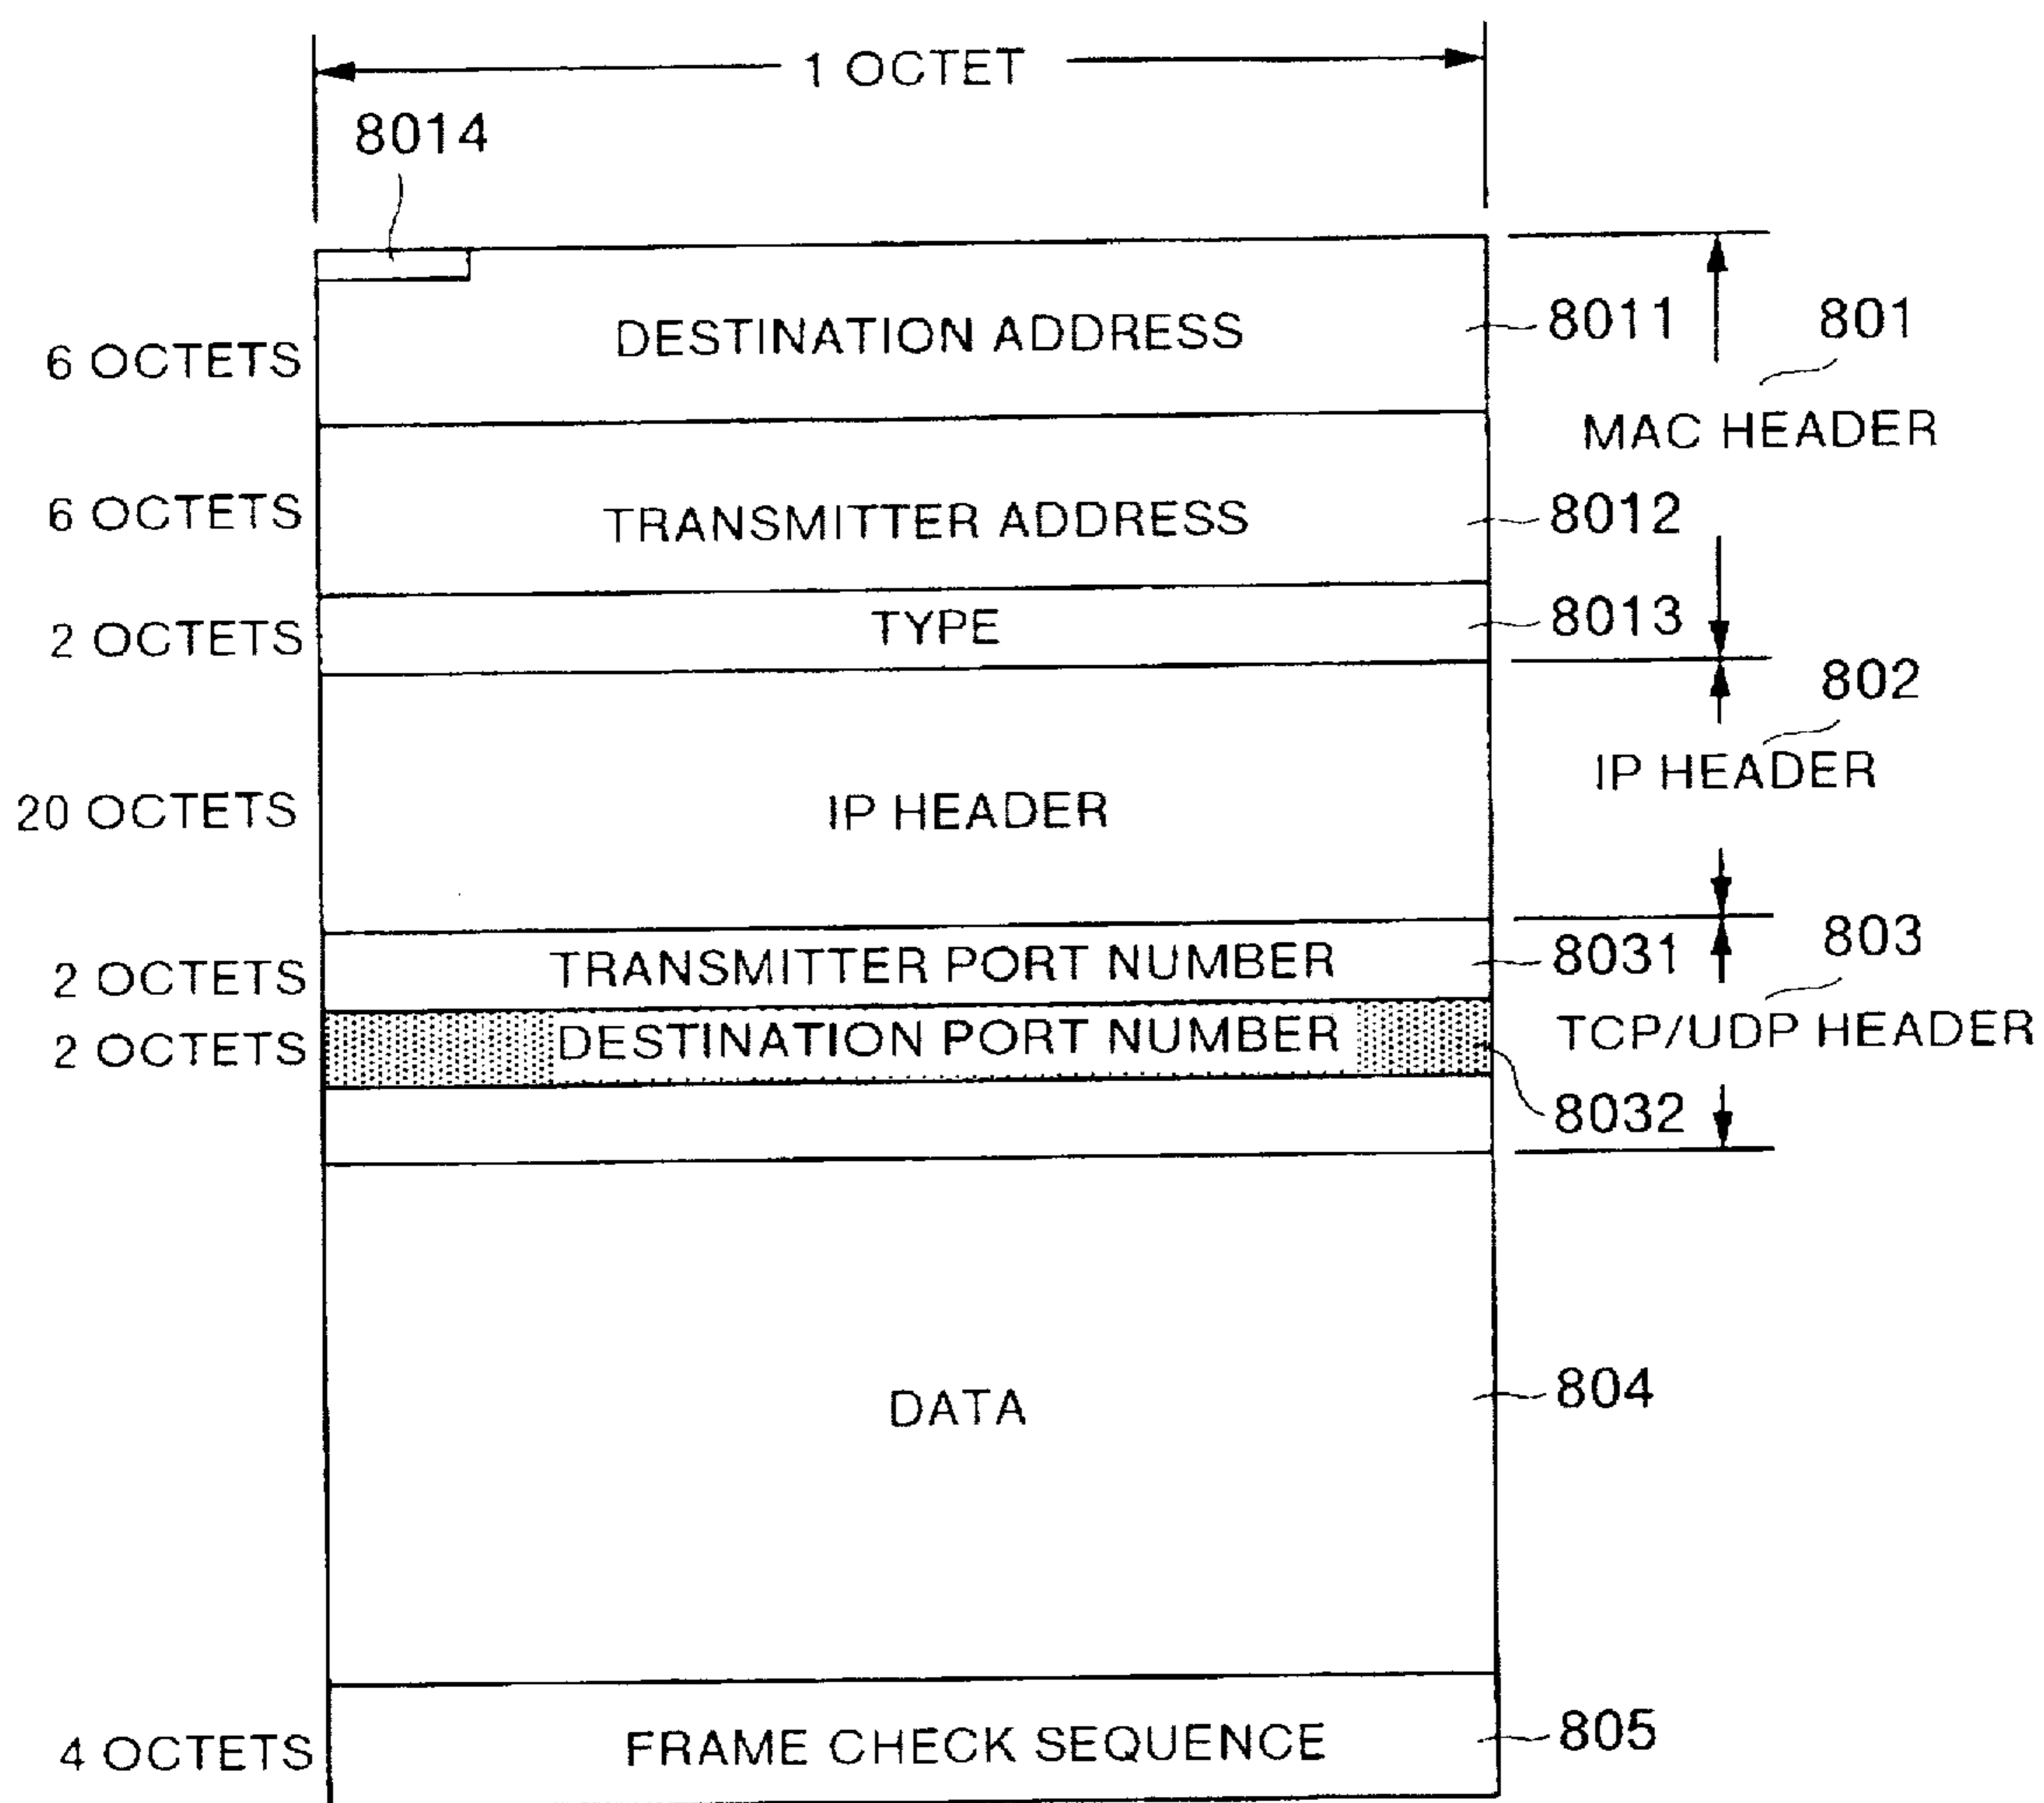 1 OCTET
8014
6 OCTETS
DESTINATION ADDRESS
8011
801
MAC HEADER
6 OCTETS
TRANSMITTER ADDRESS
8012
2 OCTETS
TYPE
8013
802
IP HEADER
20 OCTETS
IP HEADER
2 OCTETS
TRANSMITTER PORT NUMBER
8031
803
TCP/UDP HEADER
2 OCTETS
DESTINATION PORT NUMBER
8032
DATA
804
4 OCTETS
FRAME CHECK SEQUENCE
805